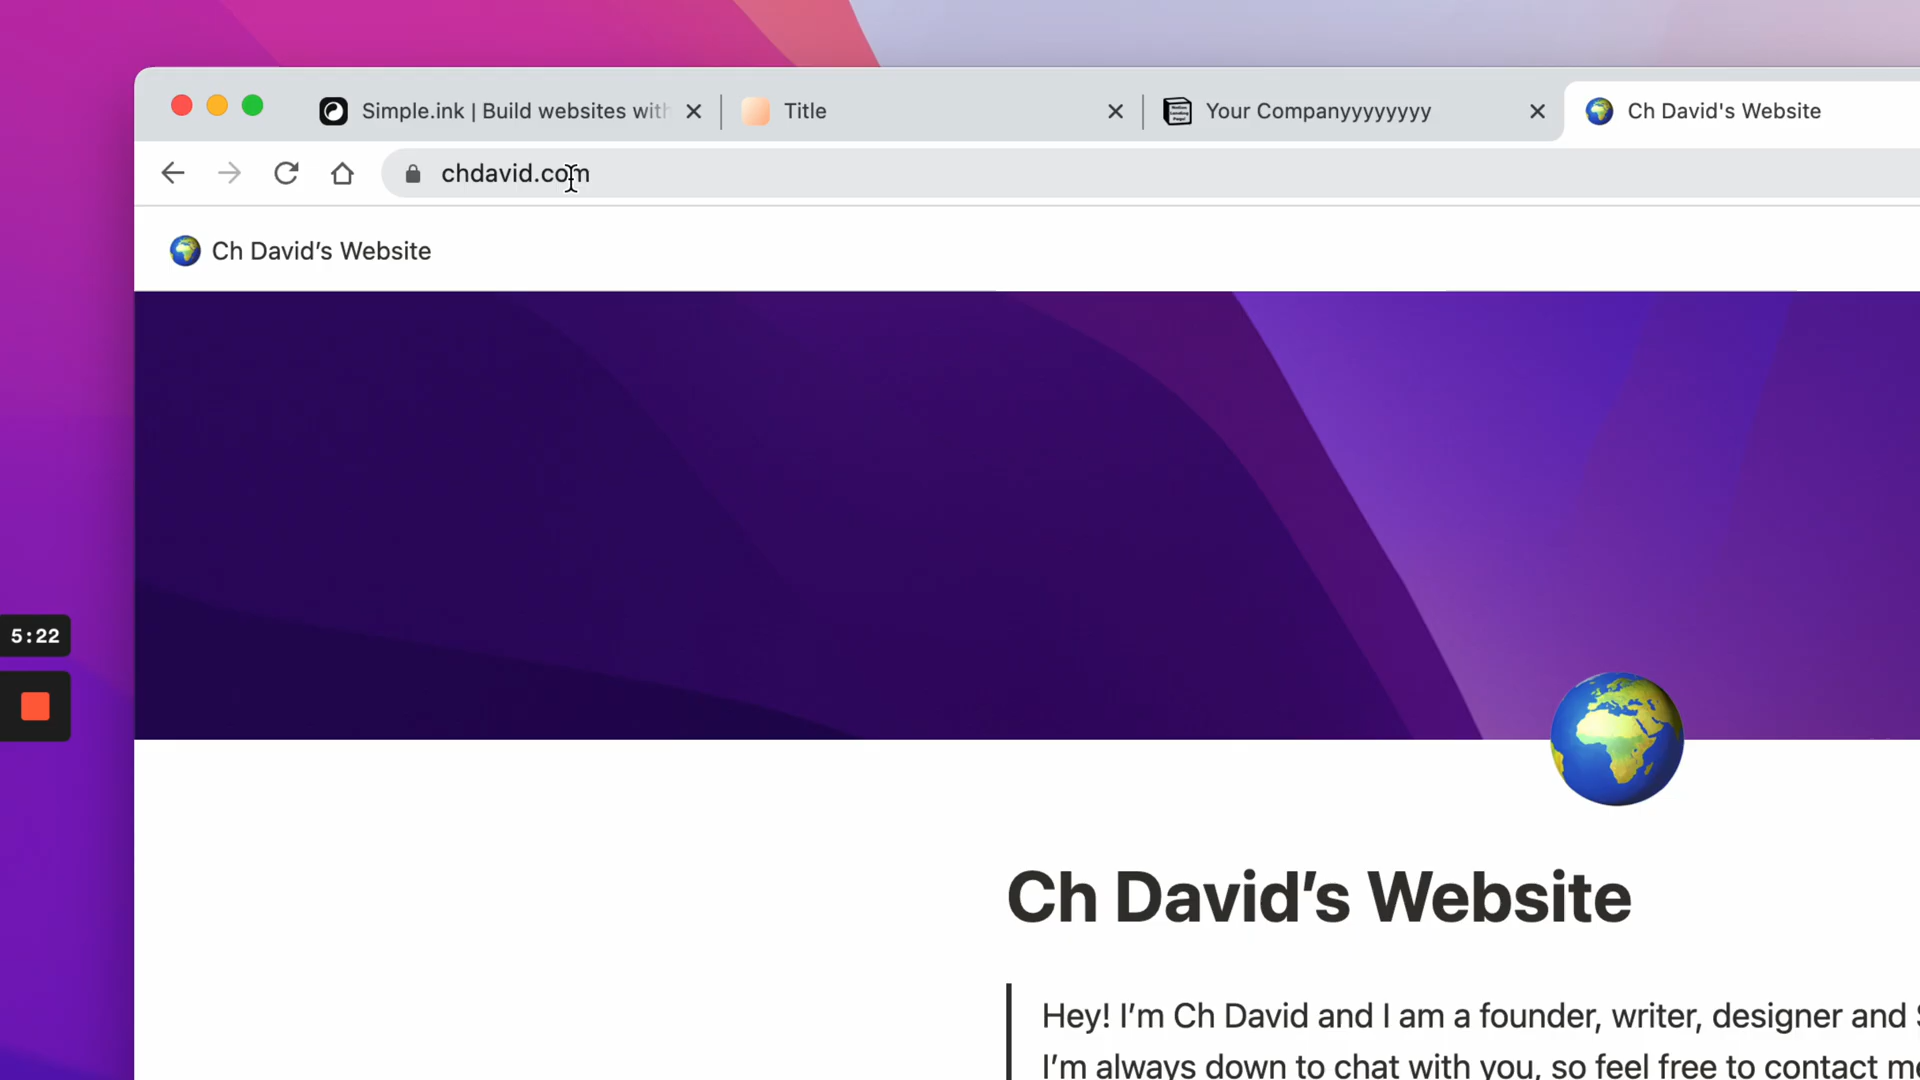 Simple.ink | Build websites with
Title
Your Companyyyyyyyy
Ch David's Website
chdavid.com
Ch David’s Website
5:22
Ch David’s Website
Hey! I’m Ch David and I am a founder, writer, designer and
I’m always down to chat with you, so feel free to contact